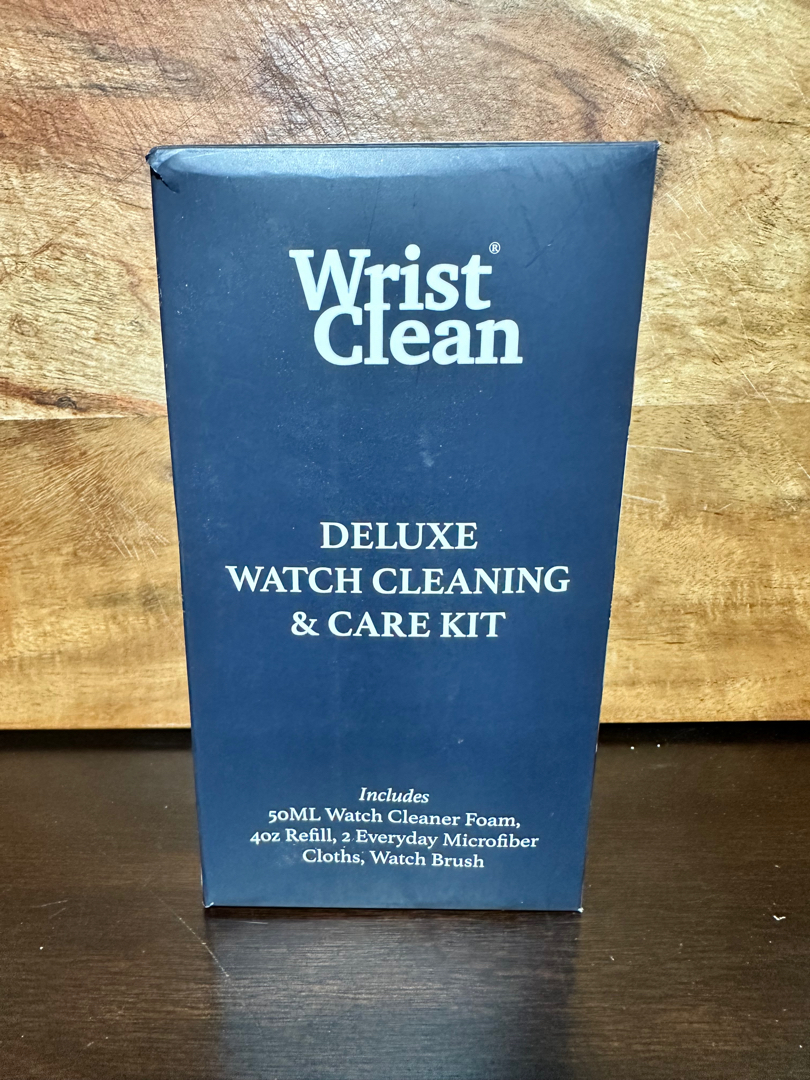 Wrist®
Clean
DELUXE
WATCH CLEANING
& CARE KIT
Includes
50ML Watch Cleaner Foam,
4oz Refill, 2 Everyday Microfiber
Cloths, Watch Brush